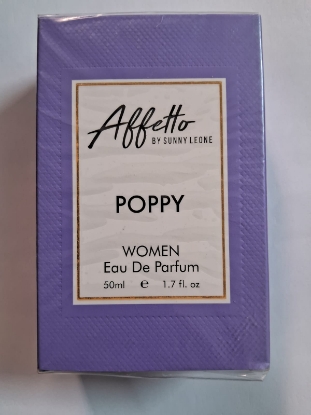 Affetto
BY SUNNY LEONE
POPPY
WOMEN
Eau De Parfum
50ml e 1.7 fl. oz